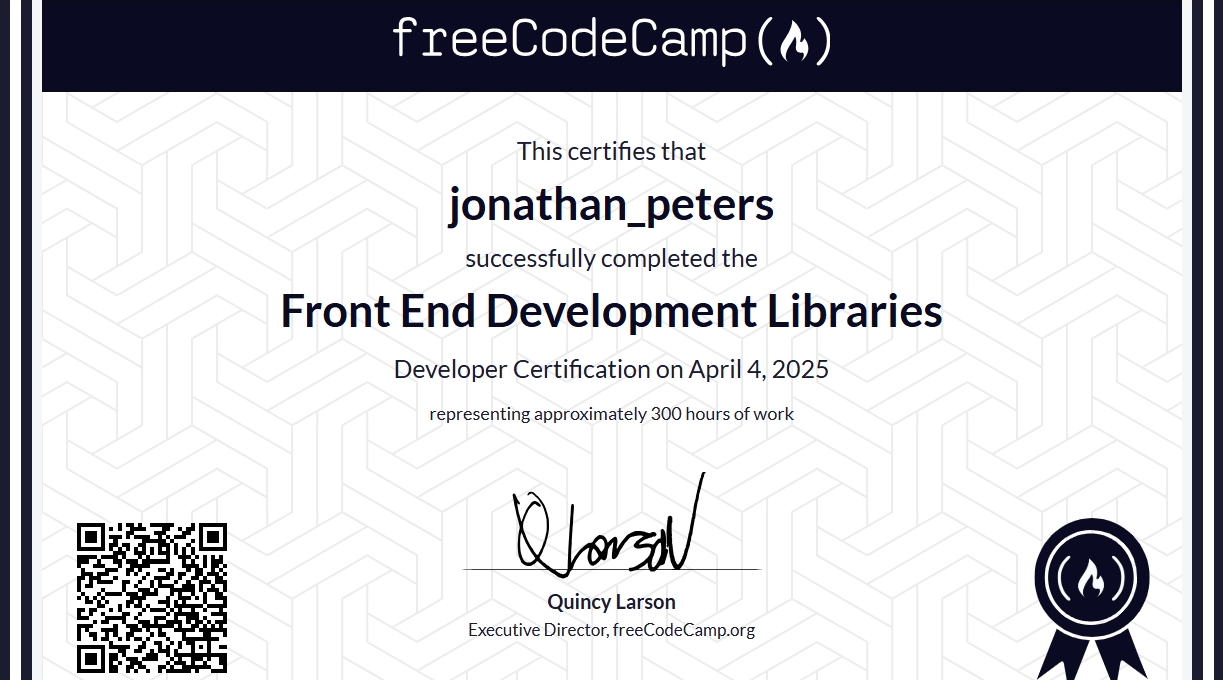 freeCodeCamp
This certifies that
jonathan_peters
successfully completed the
Front End Development Libraries
Developer Certification on April 4, 2025
representing approximately 300 hours of work
Quincy Larson
Executive Director, freeCodeCamp.org